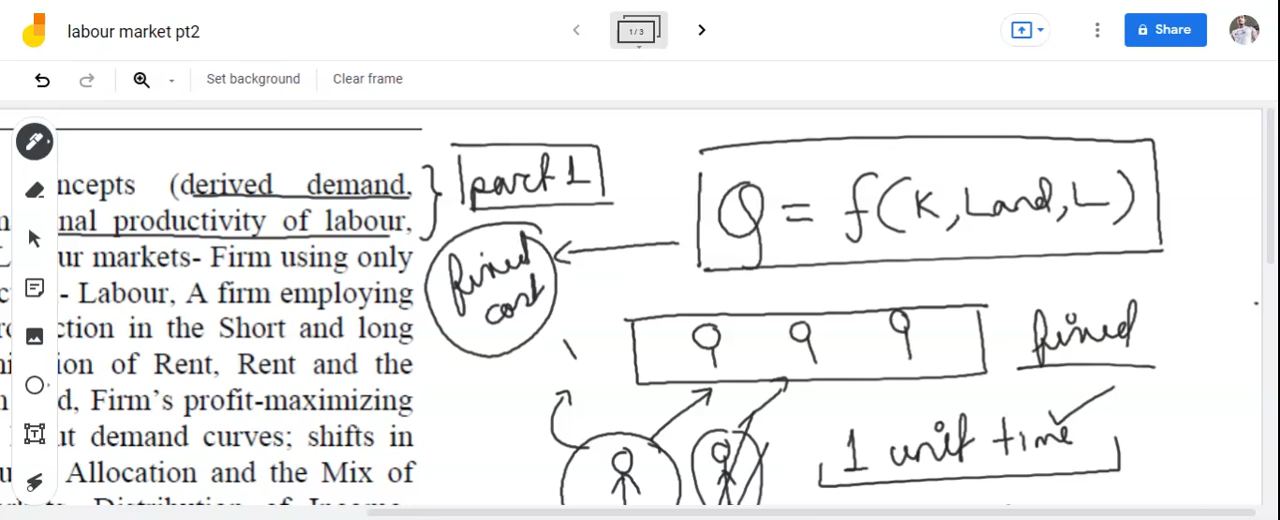 labour market pt2
1 / 3
Share
Set background
Clear frame
ncepts (derived demand,
nal productivity of labour,
ur markets- Firm using only
- Labour, A firm employing
ction in the Short and long
ion of Rent, Rent and the
d, Firm's profit-maximizing
ut demand curves; shifts in
Allocation and the Mix of
part 1
Q = f(K, Land, L)
fixed
cost
fixed
1 unit time